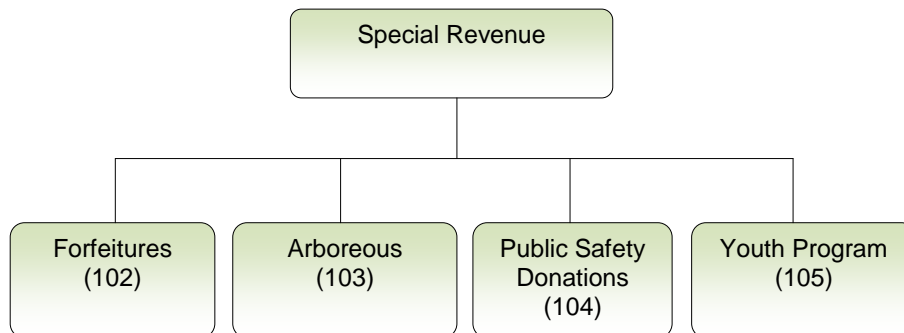 Special Revenue
Forfeitures
(102)
Arboreous
(103)
Public Safety
Donations
(104)
Youth Program
(105)